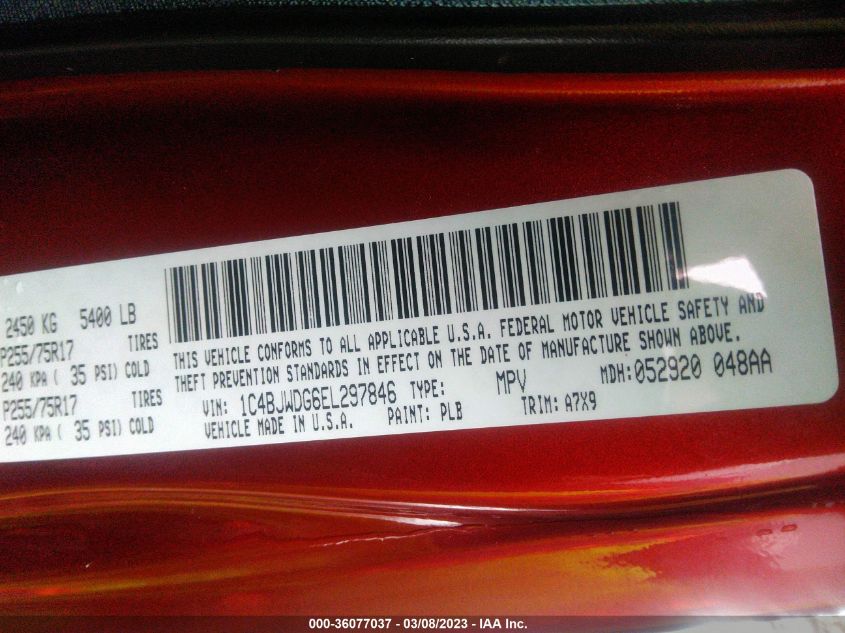 2450 KG 5400 LB
P255/75R17 TIRES
240 KPA ( 35 PSI) COLD
P255/75R17 TIRES
240 KPA ( 35 PSI) COLD
THIS VEHICLE CONFORMS TO ALL APPLICABLE U.S.A. FEDERAL MOTOR VEHICLE SAFETY AND
THEFT PREVENTION STANDARDS IN EFFECT ON THE DATE OF MANUFACTURE SHOWN ABOVE.
VIN: 1C4BJWDG6EL297846 TYPE: MPV MDH:052920 048AA
VEHICLE MADE IN U.S.A. PAINT: PLB TRIM: A7X9
000-36077037 - 03/08/2023 - IAA Inc.